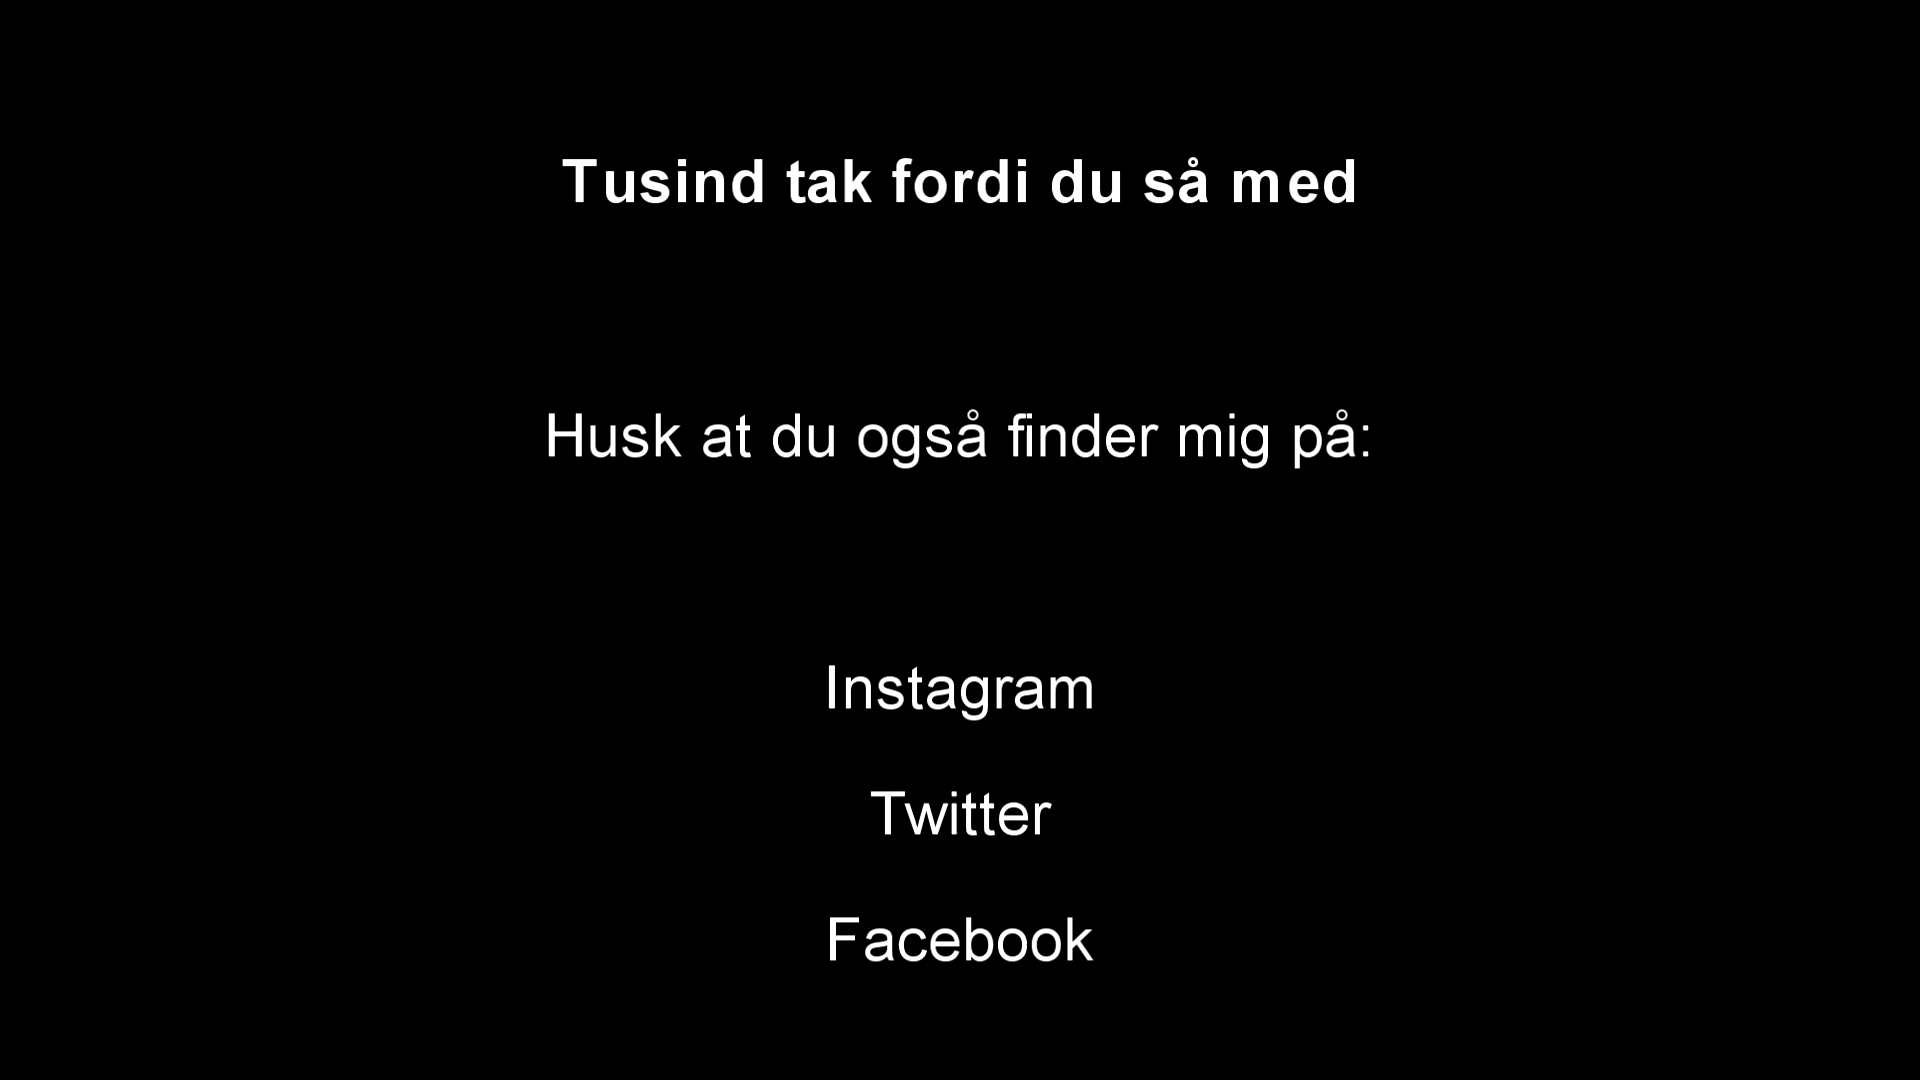 Tusind tak fordi du så med
Husk at du også finder mig på:
Instagram
Twitter
Facebook